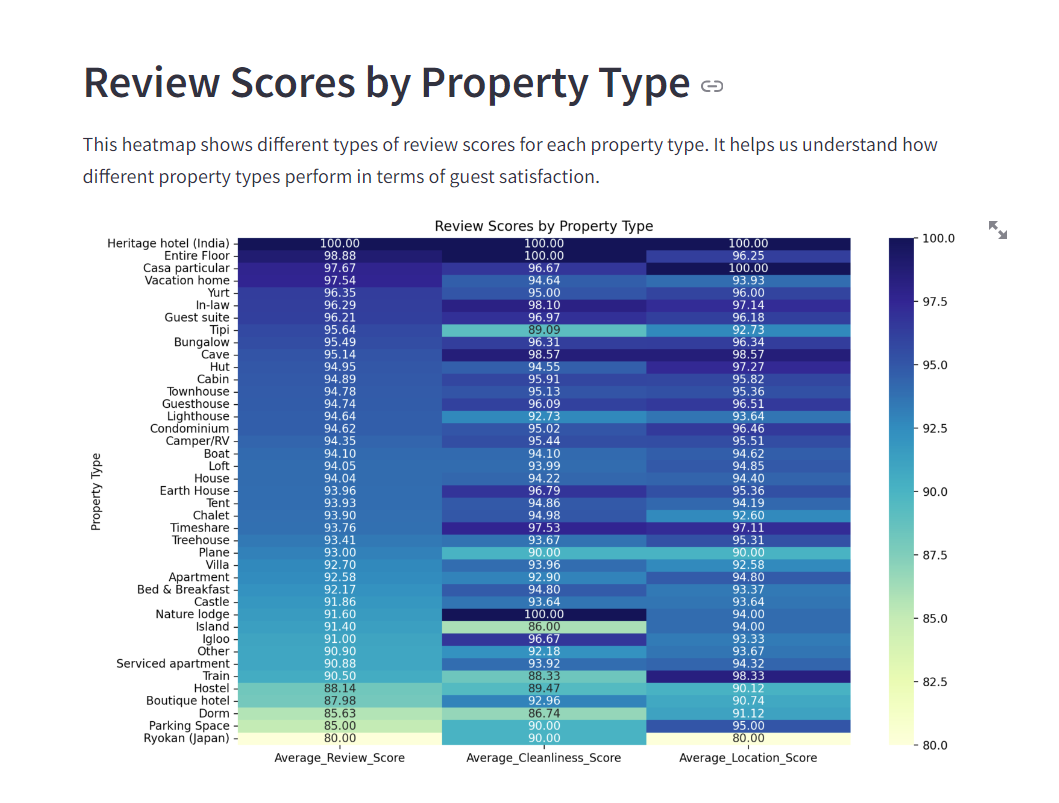 Review Scores by Property Type
This heatmap shows different types of review scores for each property type. It helps us understand how
different property types perform in terms of guest satisfaction.
Review Scores by Property Type
Heritage hotel (India) 100.00 100.00 100.00 100.0
Entire Floor 98.88 100.00 96.25
Casa particular 97.67 96.67 100.00
Vacation home 97.54 94.64 93.93
Yurt 96.35 95.00 96.00
In-law 96.29 98.10 97.14 97.5
Guest suite 96.21 96.97 96.18
Tipi 95.64 89.09 92.73
Bungalow 95.49 96.31 96.34
Cave 95.14 98.57 98.57
Hut 94.95 94.55 97.27 95.0
Cabin 94.89 95.91 95.82
Townhouse 94.78 95.13 95.36
Guesthouse 94.74 96.09 96.51
Lighthouse 94.64 92.73 93.64
Condominium 94.62 95.02 96.46 92.5
Camper/RV 94.35 95.44 95.51
Boat 94.10 94.10 94.62
Loft 94.05 93.99 94.85
House 94.04 94.22 94.40
Earth House 93.96 96.79 95.36 90.0
Tent 93.90 94.86 94.19
Chalet 93.82 94.98 92.60
Timeshare 93.76 97.53 97.11
Treehouse 93.41 93.67 95.31
Plane 93.00 90.00 90.00 87.5
Villa 92.70 93.96 92.58
Apartment 92.58 92.90 94.80
Bed & Breakfast 92.17 94.80 93.37
Castle 91.86 93.64 93.64
Nature lodge 91.60 100.00 94.00 85.0
Island 91.40 86.00 94.00
Igloo 91.00 96.67 93.33
Other 90.90 92.18 93.67
Serviced apartment 90.88 93.92 94.32
Train 90.50 88.33 98.33 82.5
Hostel 88.14 89.47 90.12
Boutique hotel 87.98 92.96 90.74
Dorm 85.63 86.74 91.12
Parking Space 85.00 90.00 95.00
Ryokan (Japan) 80.00 90.00 80.00 80.0
Property Type
Average_Review_Score Average_Cleanliness_Score Average_Location_Score